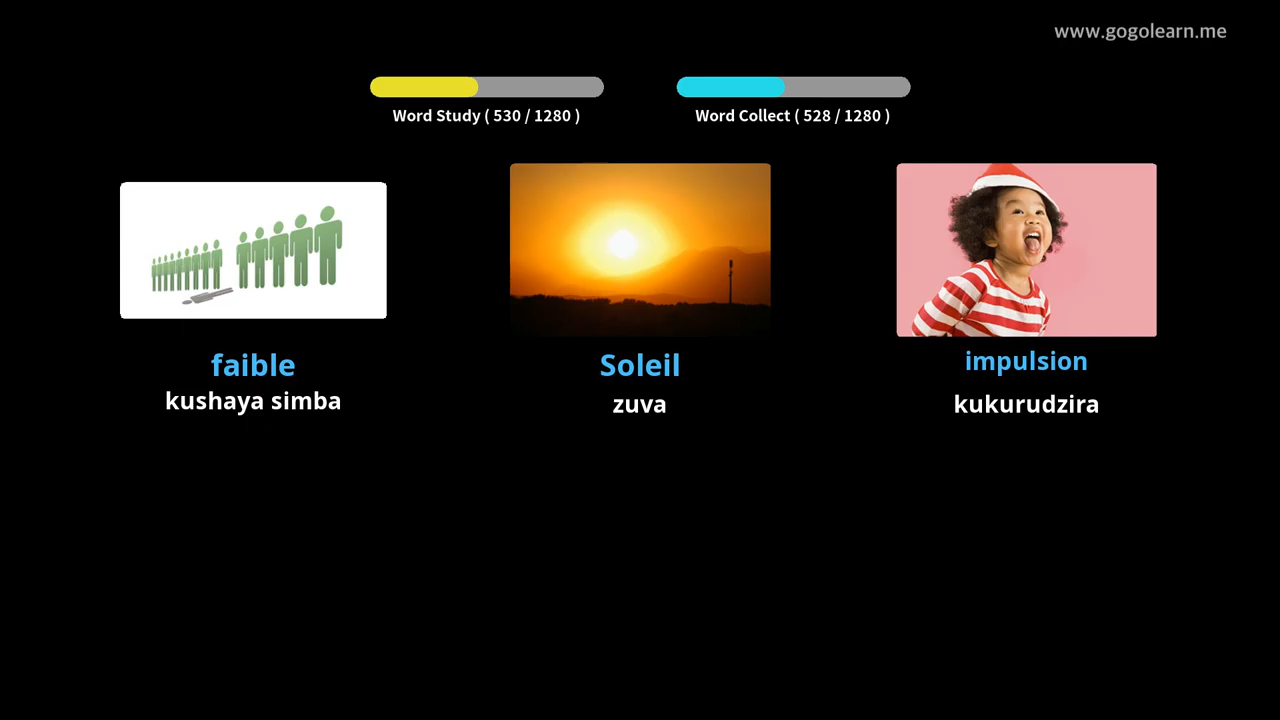 www.gogolearn.me
Word Study ( 530 / 1280 )
Word Collect ( 528 / 1280 )
faible
kushaya simba
Soleil
zuva
impulsion
kukurudzira